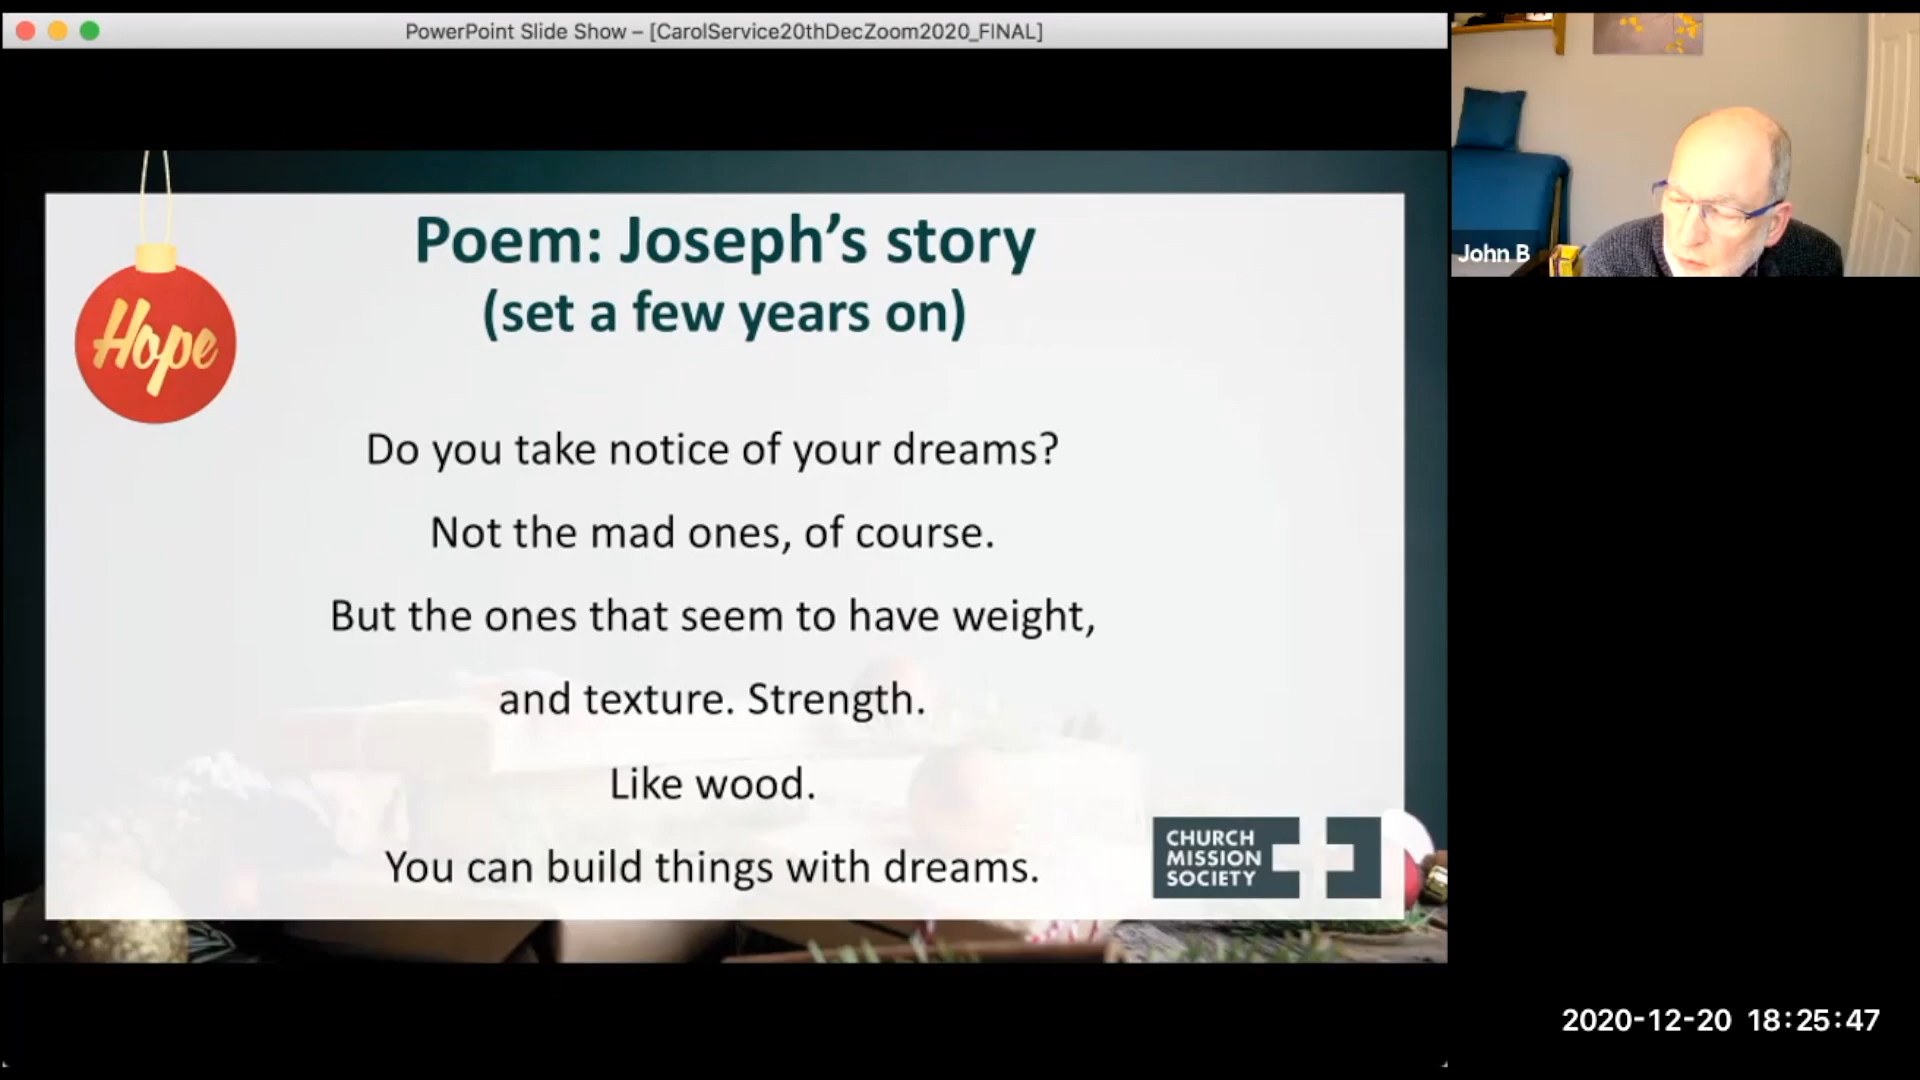 PowerPoint Slide Show – [CarolService20thDecZoom2020_FINAL]
Hope
Poem: Joseph’s story
(set a few years on)
Do you take notice of your dreams?
Not the mad ones, of course.
But the ones that seem to have weight,
and texture. Strength.
Like wood.
You can build things with dreams.
CHURCH
MISSION
SOCIETY
John B
2020-12-20 18:25:47